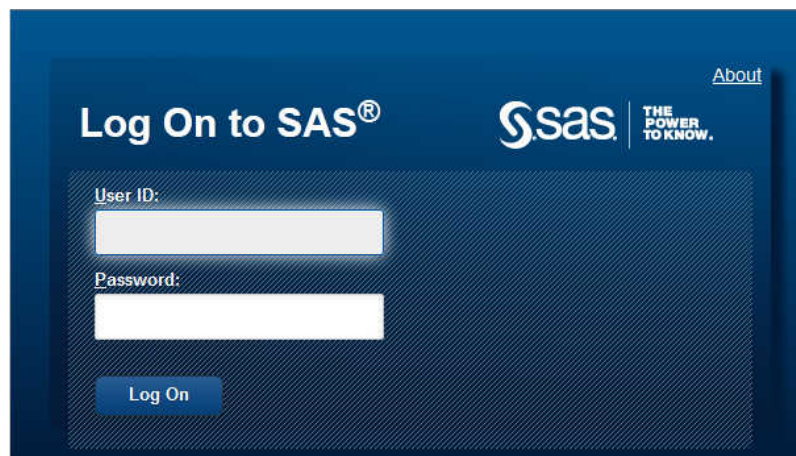 About
Log On to SAS®
sas
THE
POWER
TO KNOW.
User ID:
Password:
Log On